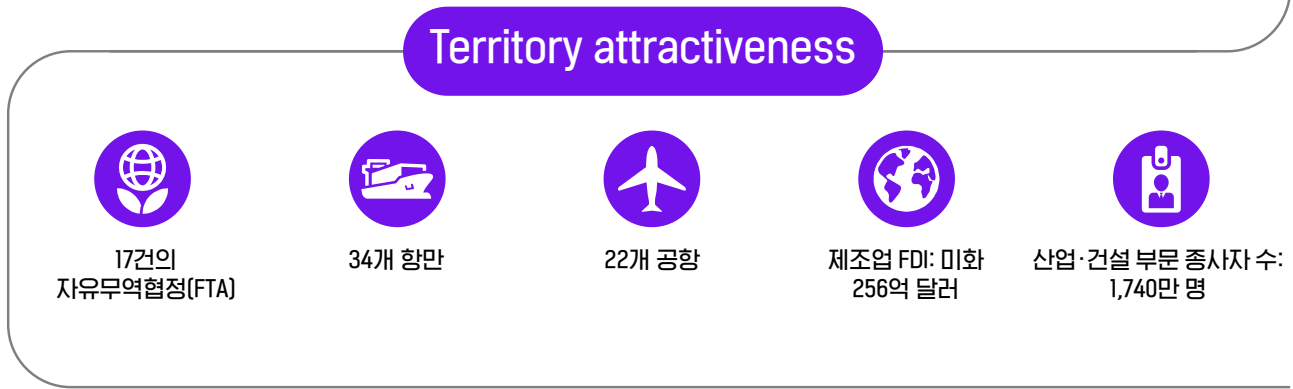 Territory attractiveness
17건의
자유무역협정(FTA)
34개 항만
22개 공항
제조업 FDI: 미화
256억 달러
산업·건설 부문 종사자 수:
1,740만 명